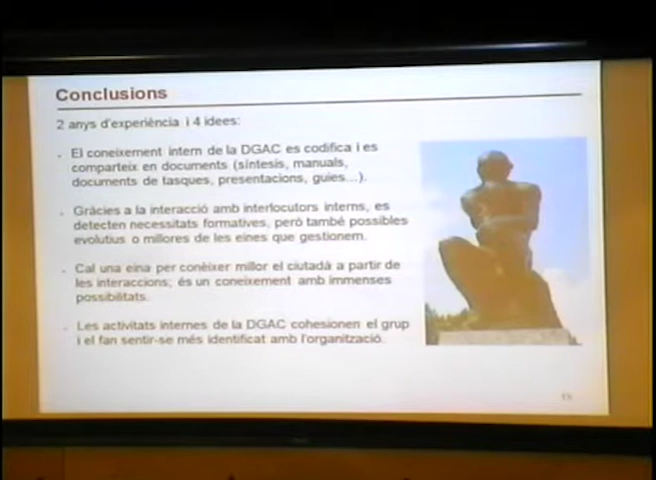 Conclusions
2 anys d'experiència i 4 idees:
El coneixement intern de la DGAC es codifica i es
comparteix en documents (síntesis, manuals,
documents de tasques, presentacions, guies...).
Gràcies a la interacció amb interlocutors interns, es
detecten necessitats formatives, però també possibles
evolutius o millores de les eines que gestionem.
Cal una eina per conèixer millor el ciutadà a partir de
les interaccions; és un coneixement amb immenses
possibilitats.
Les activitats internes de la DGAC cohesionen el grup
i el fan sentir-se més identificat amb l'organització.